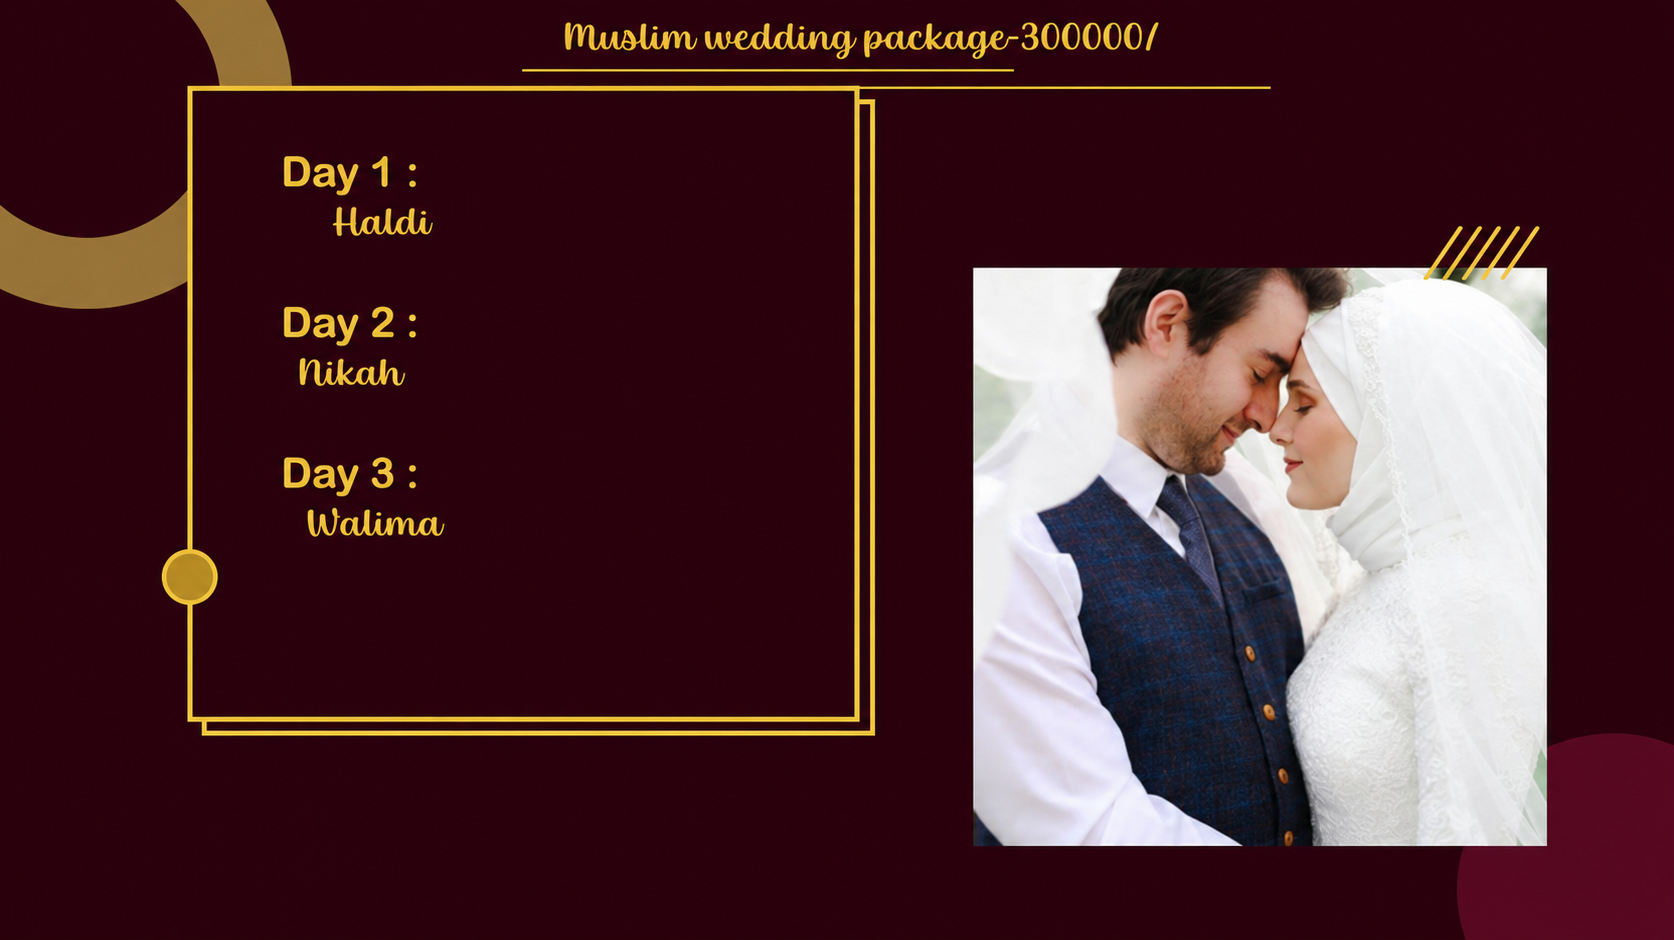 Muslim wedding package-300000/
Day 1 :
Haldi
Day 2 :
Nikah
Day 3 :
Walima